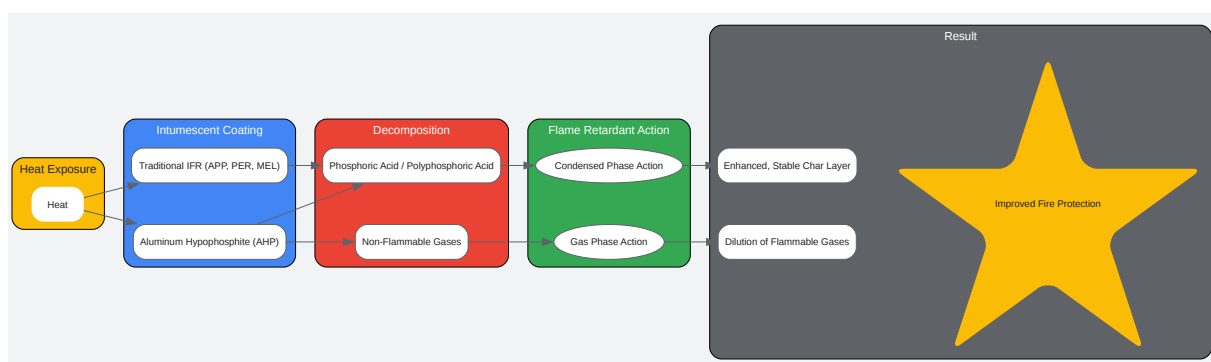 Heat Exposure
Heat
Intumescent Coating
Traditional IFR (APP, PER, MEL)
Aluminum Hypophosphite (AHP)
Decomposition
Phosphoric Acid / Polyphosphoric Acid
Non-Flammable Gases
Flame Retardant Action
Condensed Phase Action
Gas Phase Action
Result
Enhanced, Stable Char Layer
Dilution of Flammable Gases
Improved Fire Protection